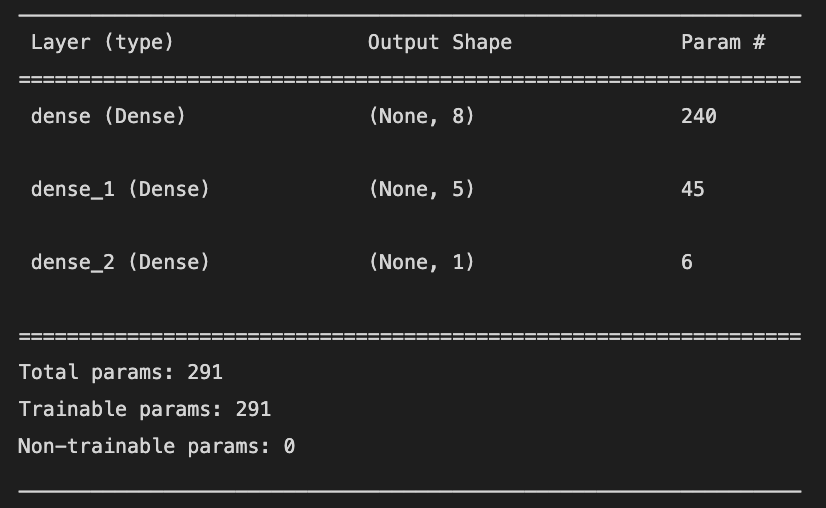 Layer (type) Output Shape Param #
=================================================================
dense (Dense) (None, 8) 240
dense_1 (Dense) (None, 5) 45
dense_2 (Dense) (None, 1) 6
=================================================================
Total params: 291
Trainable params: 291
Non-trainable params: 0